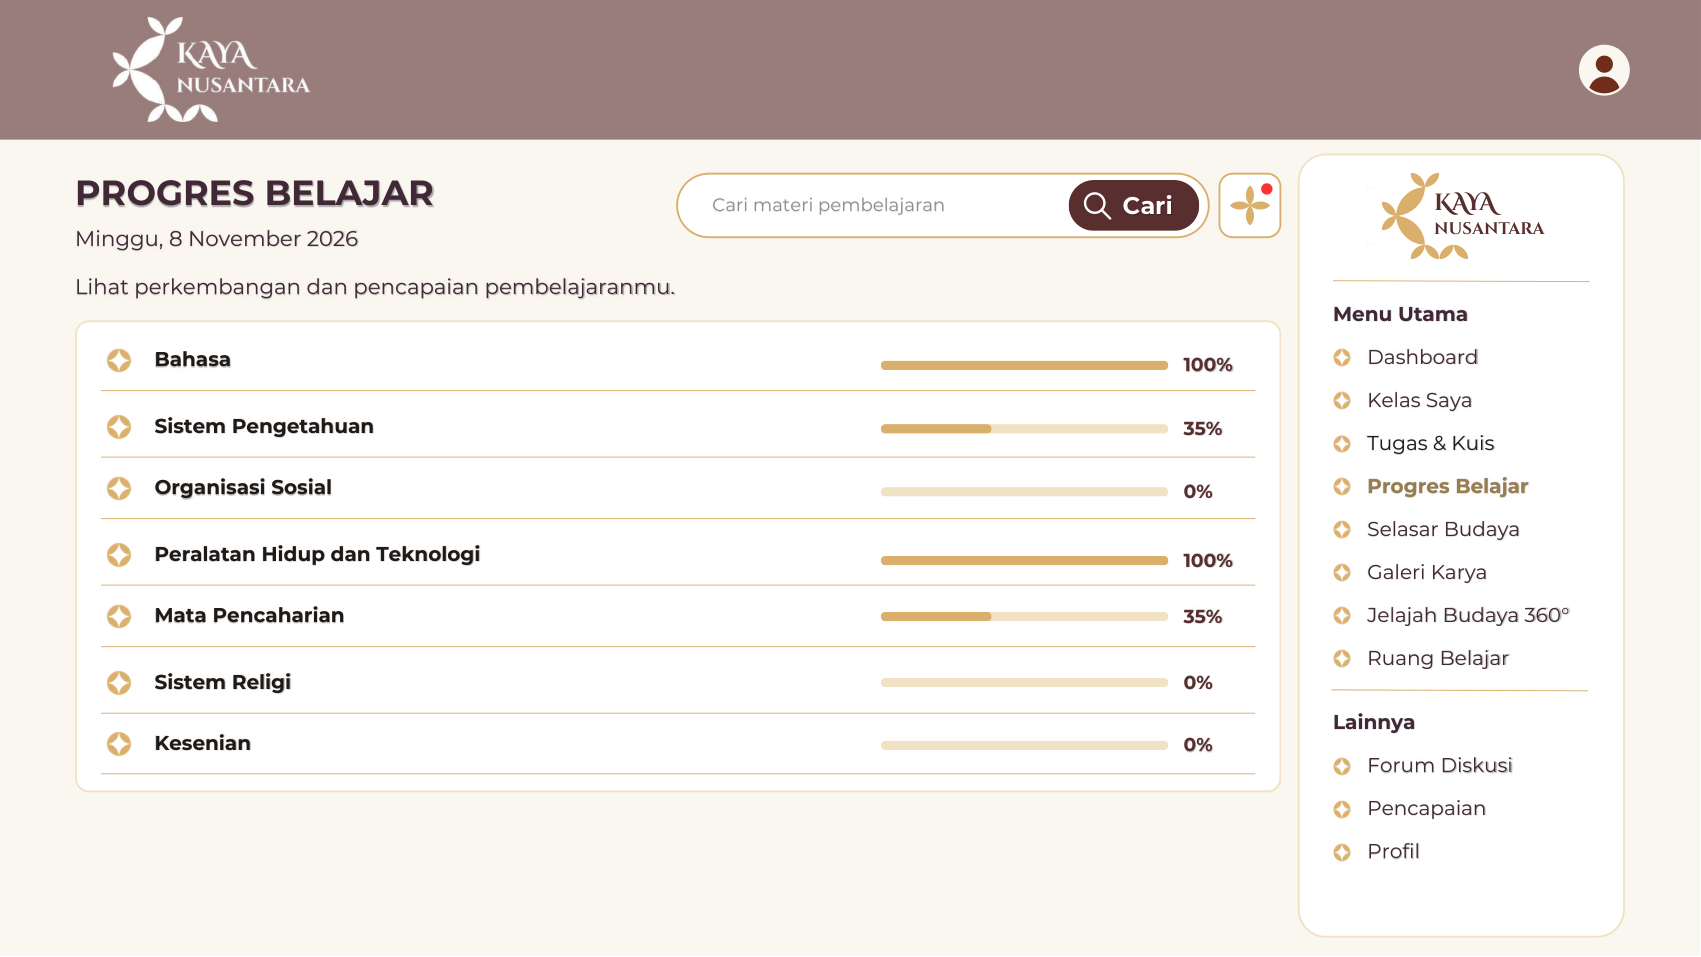 KAYA
NUSANTARA
PROGRES BELAJAR
Minggu, 8 November 2026
Lihat perkembangan dan pencapaian pembelajaranmu.
Cari materi pembelajaran
Cari
Bahasa 100%
Sistem Pengetahuan 35%
Organisasi Sosial 0%
Peralatan Hidup dan Teknologi 100%
Mata Pencaharian 35%
Sistem Religi 0%
Kesenian 0%
KAYA
NUSANTARA
Menu Utama
Dashboard
Kelas Saya
Tugas & Kuis
Progres Belajar
Selasar Budaya
Galeri Karya
Jelajah Budaya 360°
Ruang Belajar
Lainnya
Forum Diskusi
Pencapaian
Profil